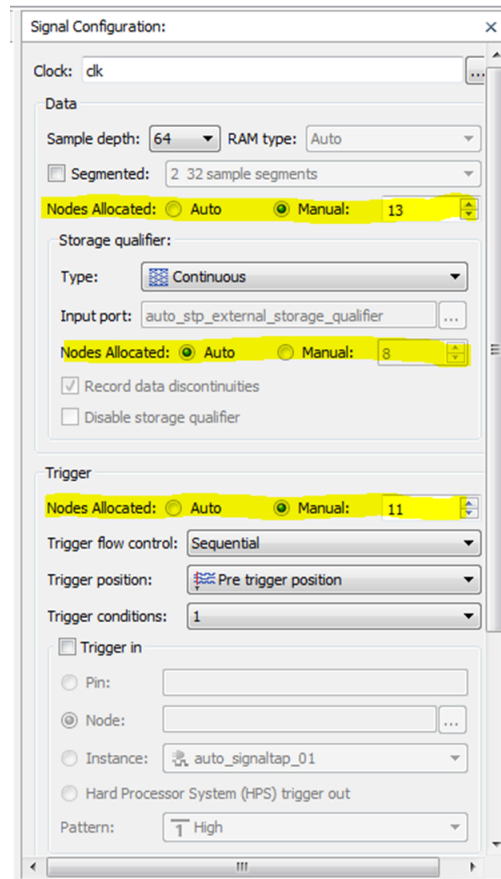 Signal Configuration:
Clock: clk ...
Data
Sample depth: 64 RAM type: Auto
Segmented: 2 32 sample segments
Nodes Allocated: Auto Manual: 13
Storage qualifier:
Type: Continuous
Input port: auto_stp_external_storage_qualifier ...
Nodes Allocated: Auto Manual: 8
Record data discontinuities
Disable storage qualifier
Trigger
Nodes Allocated: Auto Manual: 11
Trigger flow control: Sequential
Trigger position: Pre trigger position
Trigger conditions: 1
Trigger in
Pin:
Node: ...
Instance: auto_signaltap_01
Hard Processor System (HPS) trigger out
Pattern: 1 High